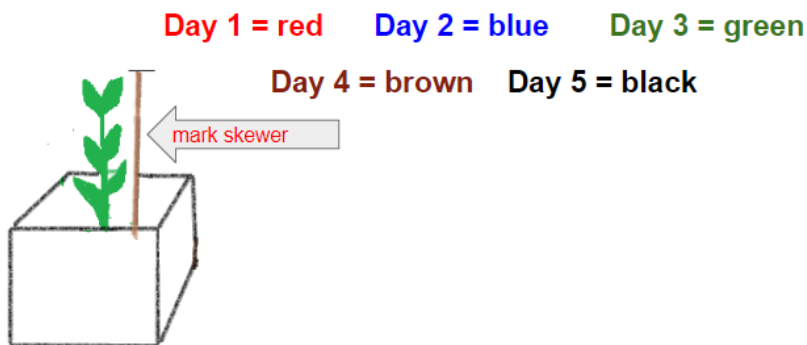 Day 1 = red Day 2 = blue Day 3 = green
Day 4 = brown Day 5 = black
mark skewer